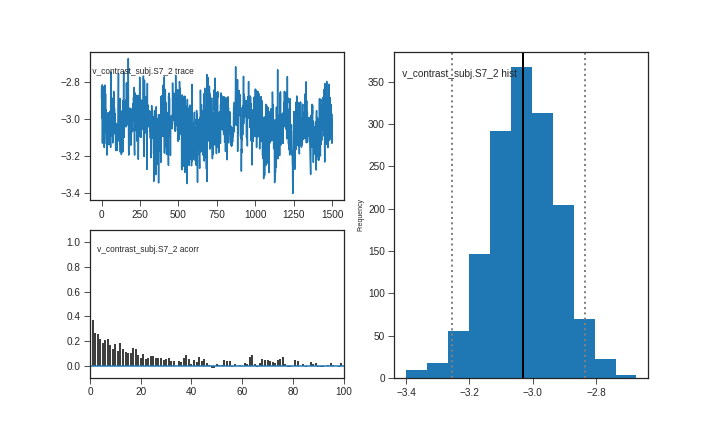 v_contrast_subj.S7_2 trace
−2.8
−3.0
−3.2
−3.4
0 250 500 750 1000 1250 1500
v_contrast_subj.S7_2 acorr
1.0
0.8
0.6
0.4
0.2
0.0
0 20 40 60 80 100
v_contrast_subj.S7_2 hist
Frequency
350
300
250
200
150
100
50
0
−3.4 −3.2 −3.0 −2.8